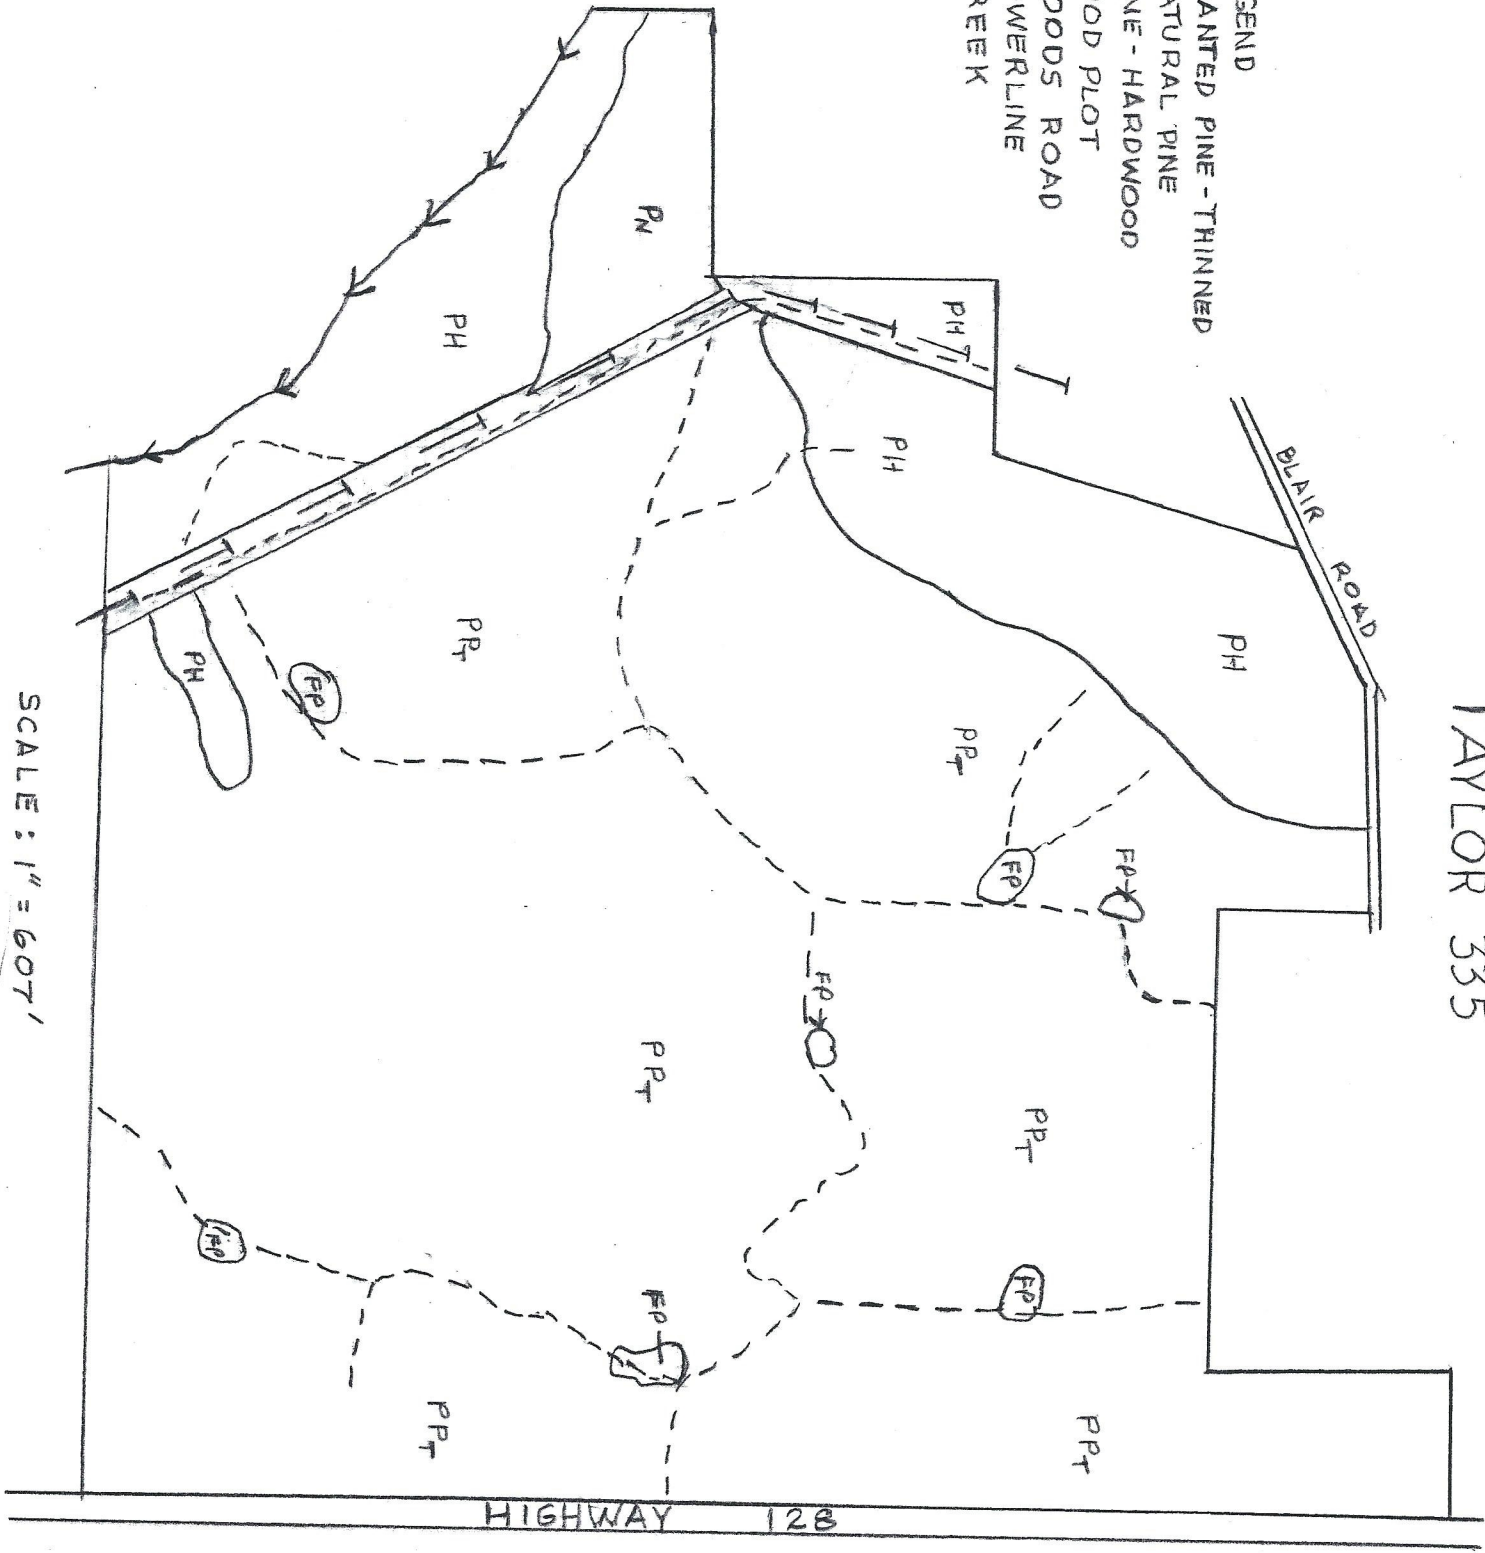 TAYLOR 335
GEND
ANTED PINE - THINNED
ATURAL PINE
NE - HARDWOOD
OD PLOT
OODS ROAD
WERLINE
REEK
BLAIR ROAD
PH
FP
PPT
FP
PPT
FP
PH
PH
PPT
FP
PPT
FP
PN
PPT
PH
PPT
FP
PH
FP
HIGHWAY 128
SCALE: 1" = 607'